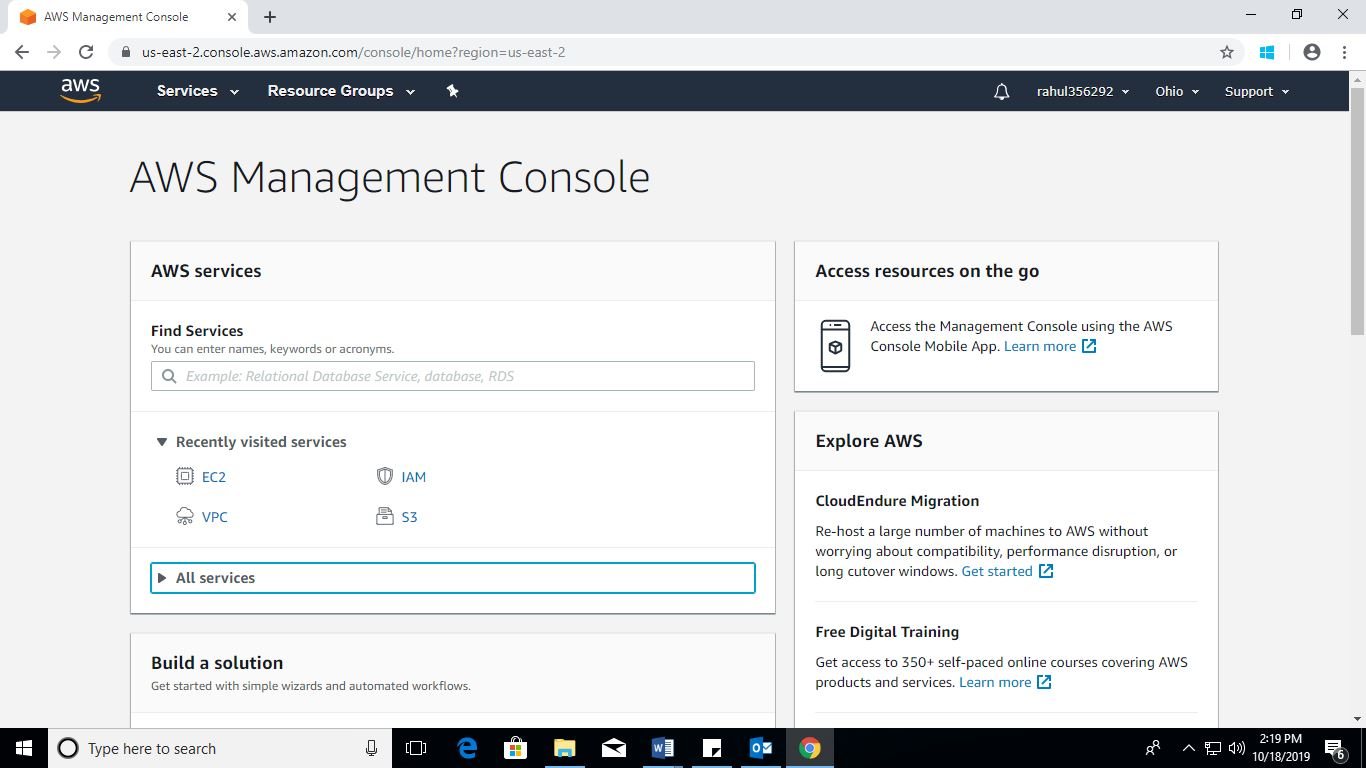 AWS Management Console
us-east-2.console.aws.amazon.com/console/home?region=us-east-2
aws
Services
Resource Groups
rahul356292
Ohio
Support
AWS Management Console
AWS services
Find Services
You can enter names, keywords or acronyms.
Example: Relational Database Service, database, RDS
Recently visited services
EC2
IAM
VPC
S3
All services
Build a solution
Get started with simple wizards and automated workflows.
Access resources on the go
Access the Management Console using the AWS
Console Mobile App. Learn more
Explore AWS
CloudEndure Migration
Re-host a large number of machines to AWS without
worrying about compatibility, performance disruption, or
long cutover windows. Get started
Free Digital Training
Get access to 350+ self-paced online courses covering AWS
products and services. Learn more
Type here to search
2:19 PM
10/18/2019
6